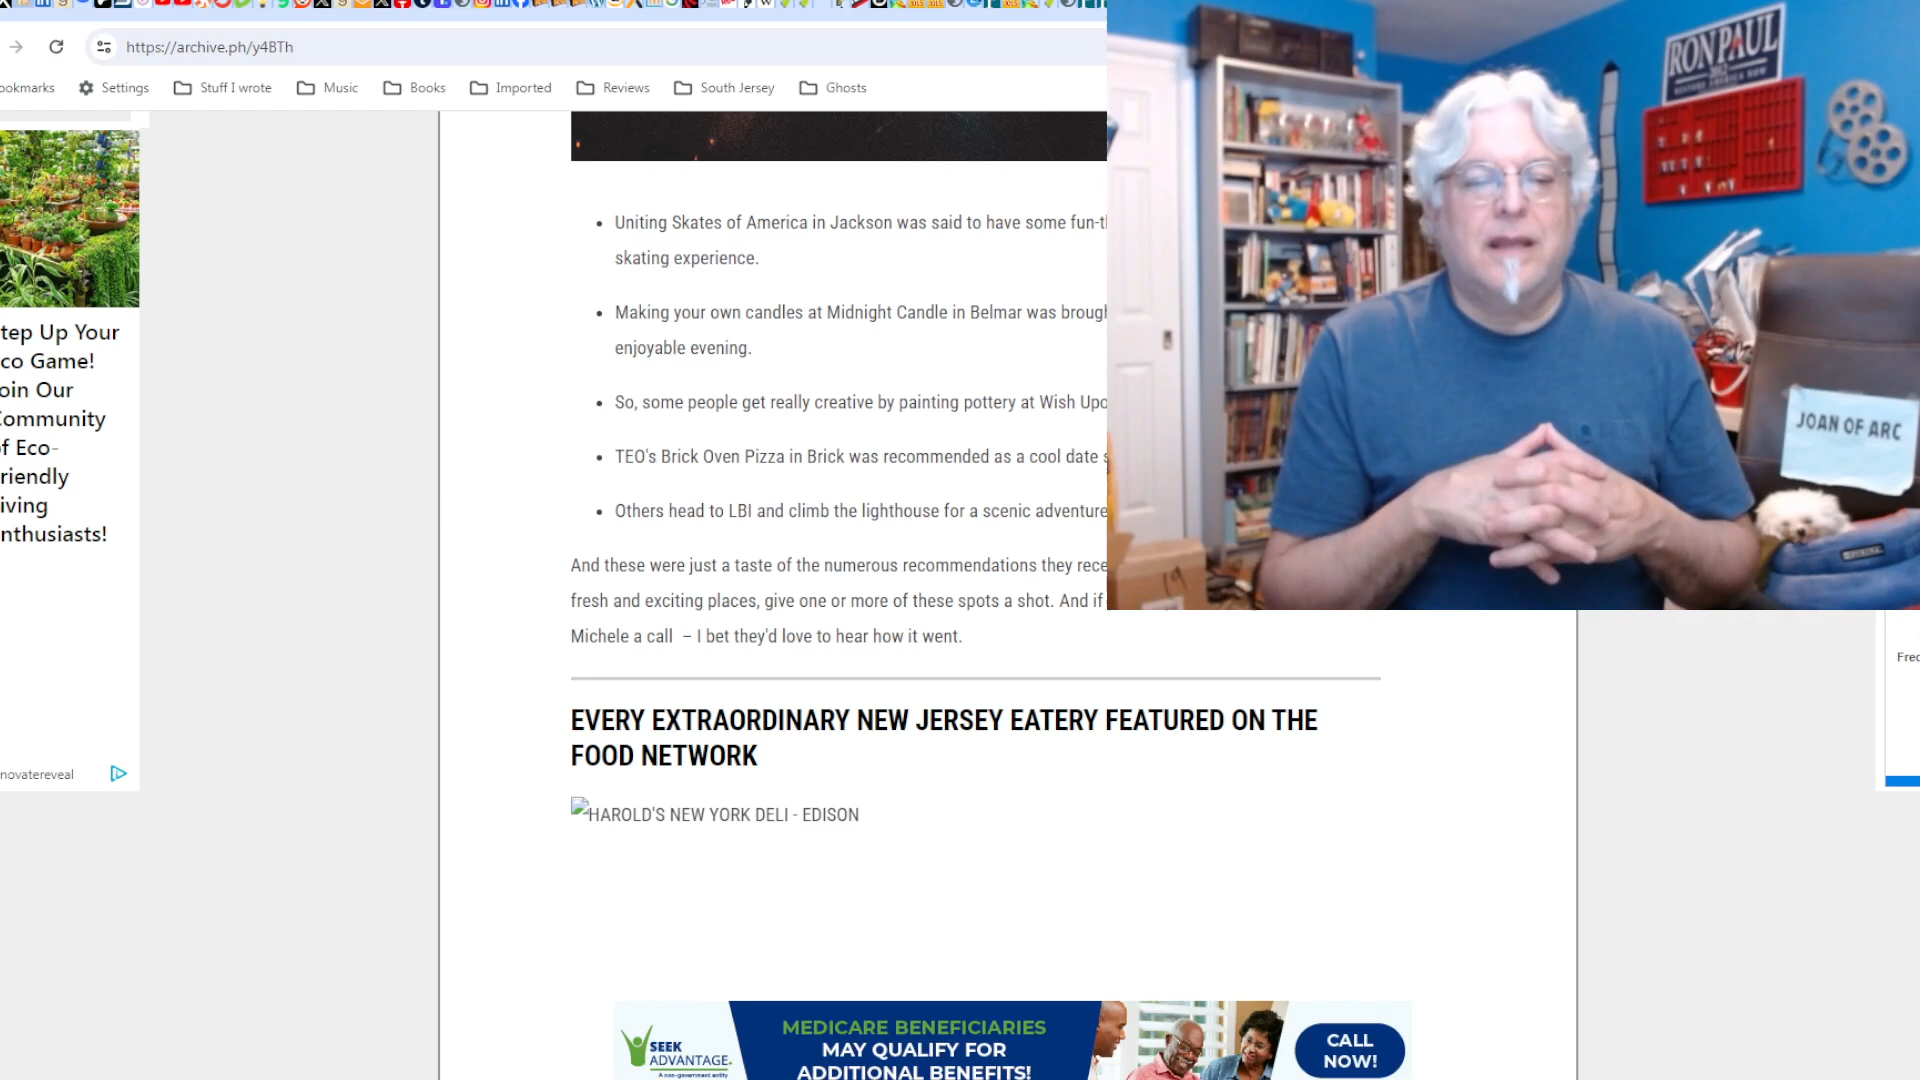 https://archive.ph/y4BTh
ookmarks
Settings
Stuff I wrote
Music
Books
Imported
Reviews
South Jersey
Ghosts
RON PAUL
JOAN OF ARC
Uniting Skates of America in Jackson was said to have some fun-t
skating experience.
Making your own candles at Midnight Candle in Belmar was brough
enjoyable evening.
So, some people get really creative by painting pottery at Wish Upo
TEO's Brick Oven Pizza in Brick was recommended as a cool date s
Others head to LBI and climb the lighthouse for a scenic adventure
And these were just a taste of the numerous recommendations they rece
fresh and exciting places, give one or more of these spots a shot. And if
Michele a call – I bet they'd love to hear how it went.
EVERY EXTRAORDINARY NEW JERSEY EATERY FEATURED ON THE
FOOD NETWORK
HAROLD'S NEW YORK DELI - EDISON
tep Up Your
co Game!
oin Our
ommunity
f Eco-
riendly
iving
nthusiasts!
novatereveal
SEEK
ADVANTAGE.
A non-government entity
MEDICARE BENEFICIARIES
MAY QUALIFY FOR
ADDITIONAL BENEFITS!
CALL
NOW!